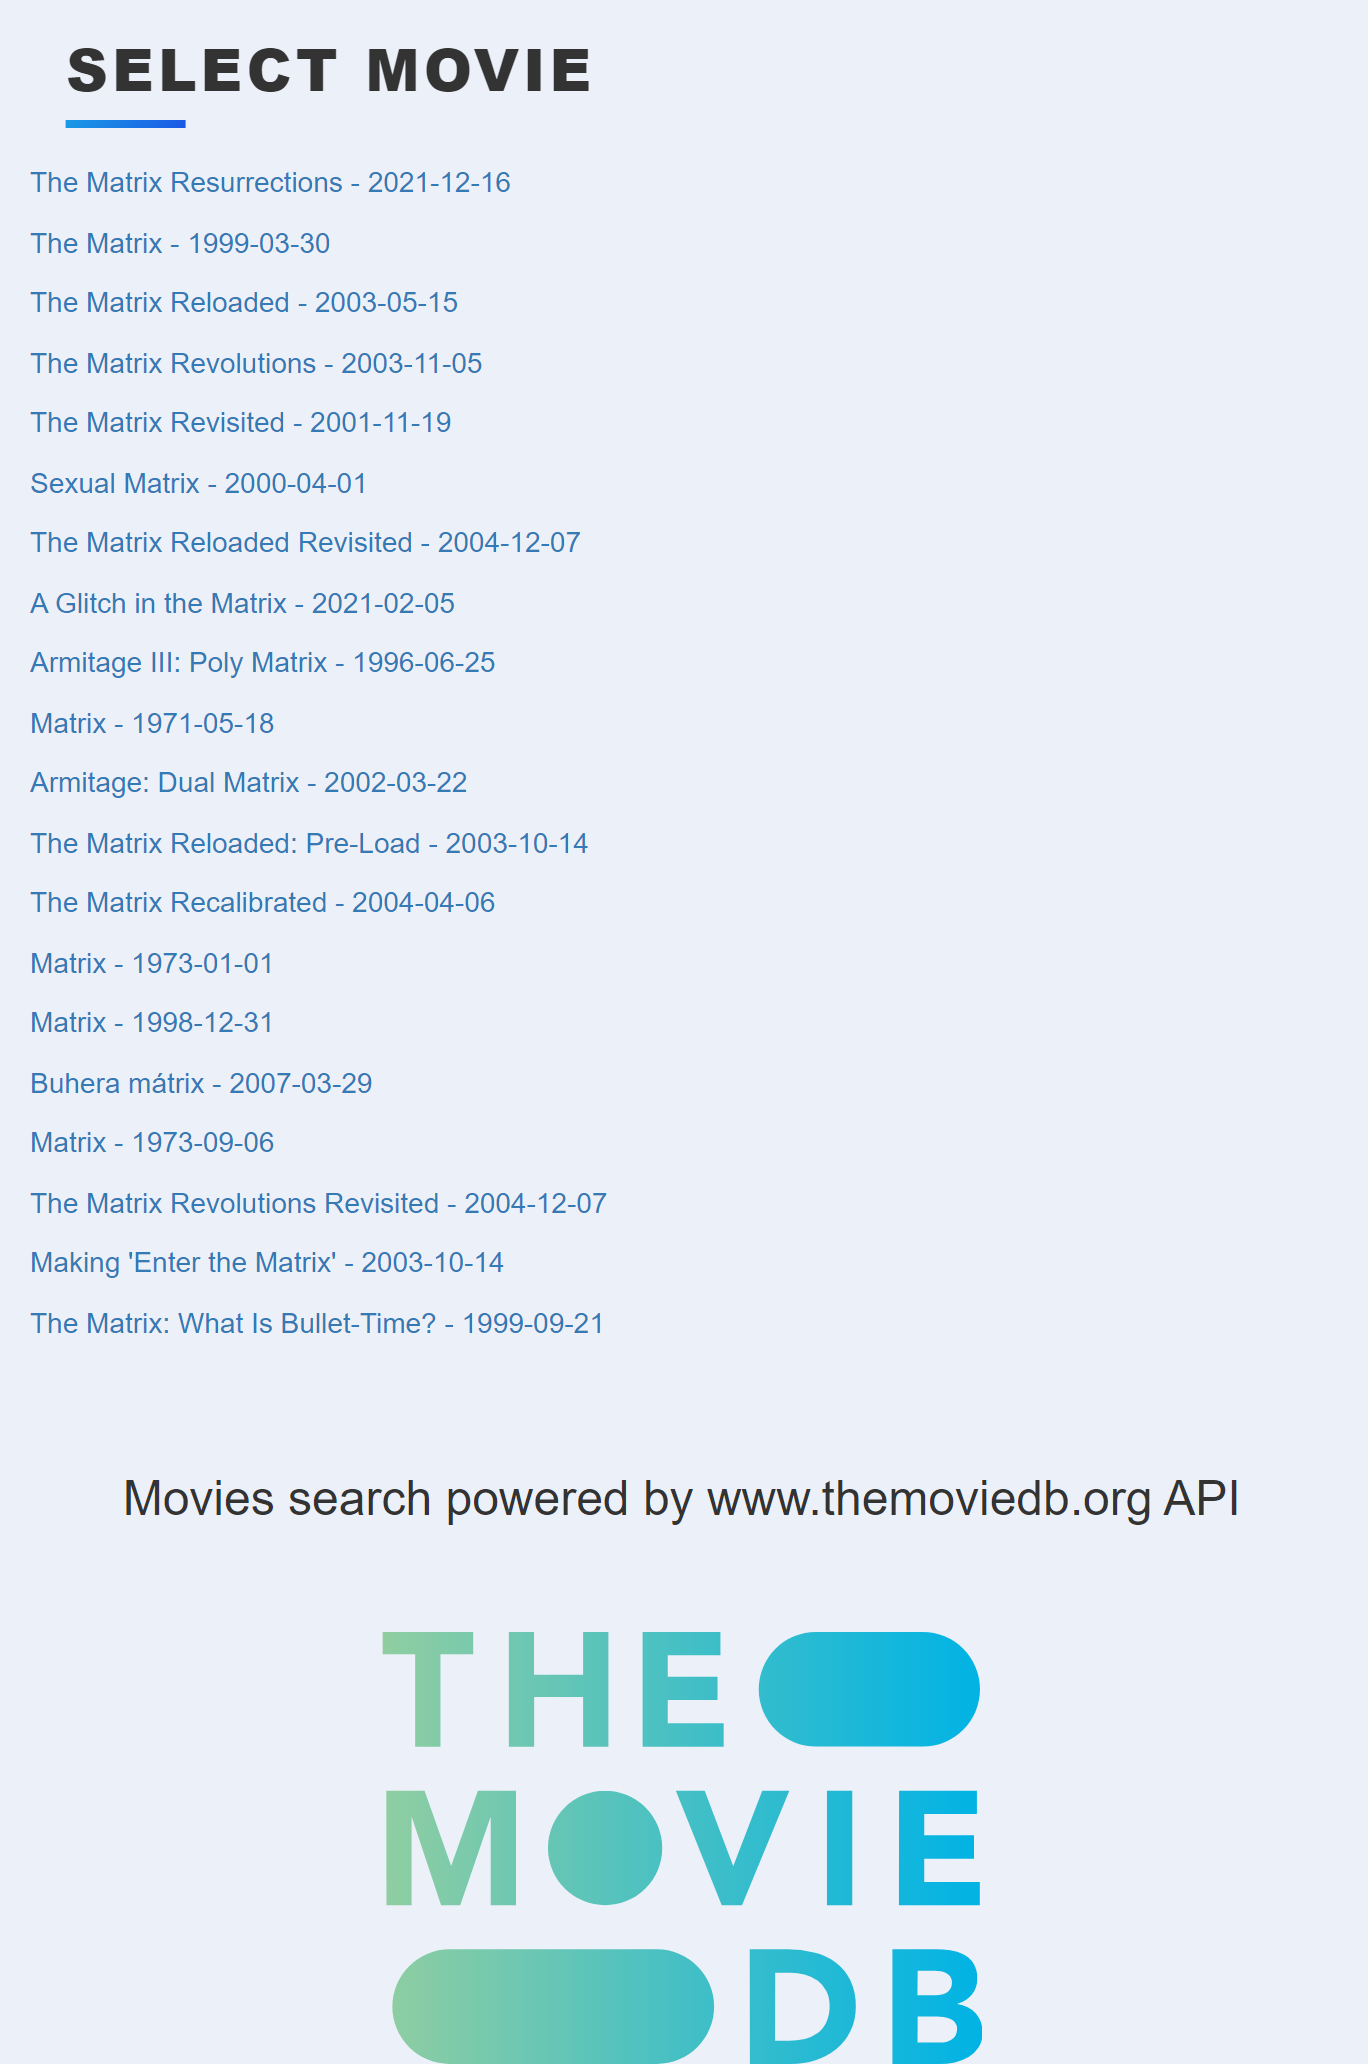 SELECT MOVIE
The Matrix Resurrections - 2021-12-16
The Matrix - 1999-03-30
The Matrix Reloaded - 2003-05-15
The Matrix Revolutions - 2003-11-05
The Matrix Revisited - 2001-11-19
Sexual Matrix - 2000-04-01
The Matrix Reloaded Revisited - 2004-12-07
A Glitch in the Matrix - 2021-02-05
Armitage III: Poly Matrix - 1996-06-25
Matrix - 1971-05-18
Armitage: Dual Matrix - 2002-03-22
The Matrix Reloaded: Pre-Load - 2003-10-14
The Matrix Recalibrated - 2004-04-06
Matrix - 1973-01-01
Matrix - 1998-12-31
Buhera mátrix - 2007-03-29
Matrix - 1973-09-06
The Matrix Revolutions Revisited - 2004-12-07
Making 'Enter the Matrix' - 2003-10-14
The Matrix: What Is Bullet-Time? - 1999-09-21
Movies search powered by www.themoviedb.org API
THE
MOVIE
DB